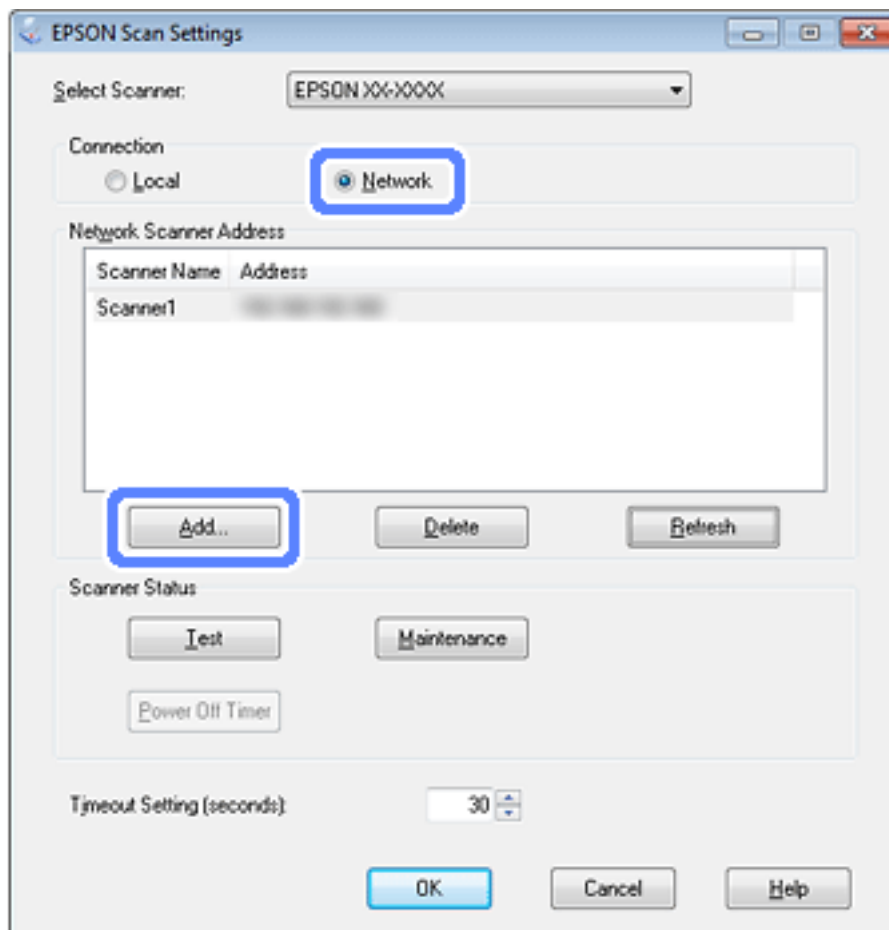 EPSON Scan Settings
Select Scanner: EPSON XX-XXXX
Connection
Local Network
Network Scanner Address
Scanner Name Address
Scanner1
Add... Delete Refresh
Scanner Status
Test Maintenance
Power Off Timer
Timeout Setting (seconds): 30
OK Cancel Help